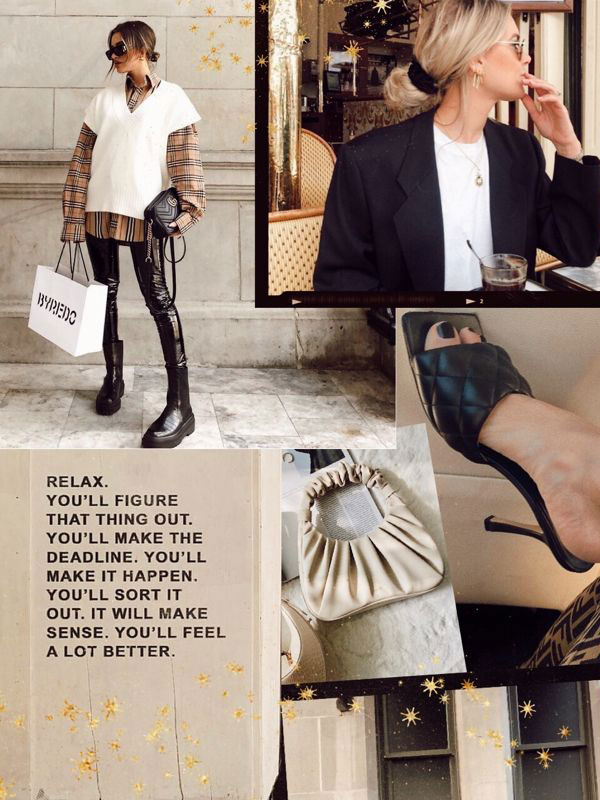 BYREDO
2
RELAX.
YOU'LL FIGURE
THAT THING OUT.
YOU'LL MAKE THE
DEADLINE. YOU'LL
MAKE IT HAPPEN.
YOU'LL SORT IT
OUT. IT WILL MAKE
SENSE. YOU'LL FEEL
A LOT BETTER.